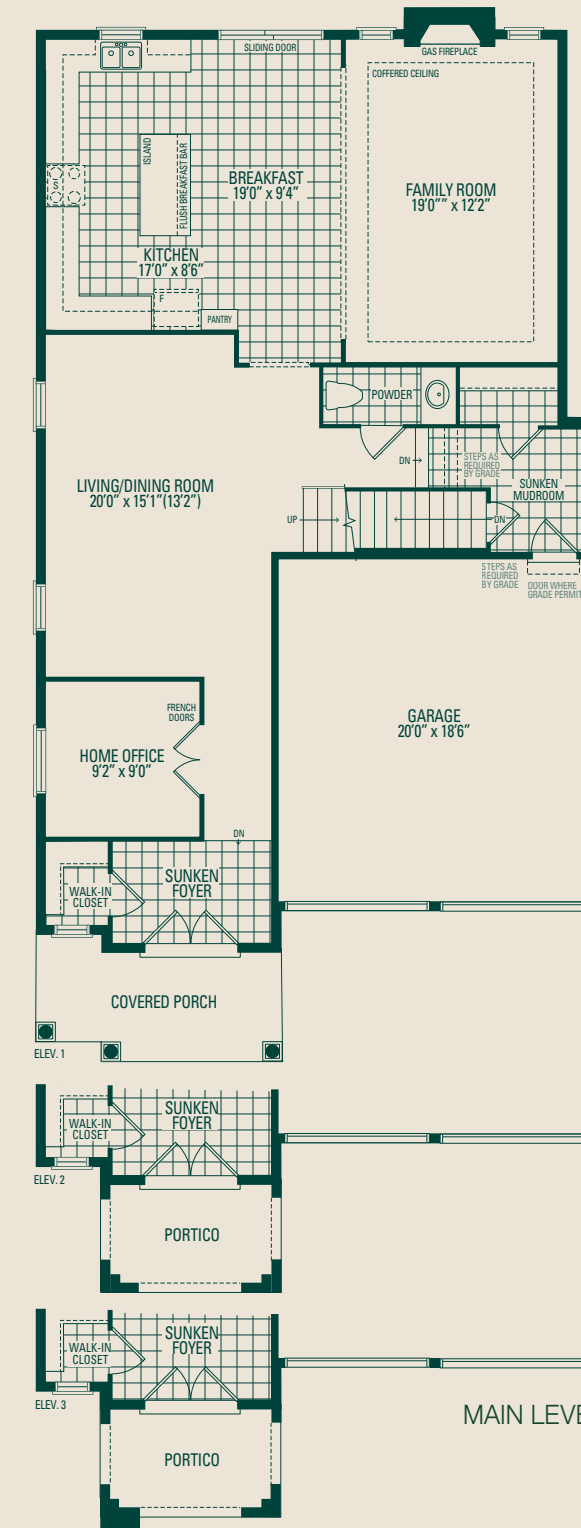 SLIDING DOOR
GAS FIREPLACE
COFFERED CEILING
ISLAND
FLUSH BREAKFAST BAR
S
BREAKFAST
19'0" x 9'4"
FAMILY ROOM
19'0"" x 12'2"
KITCHEN
17'0" x 8'6"
F
PANTRY
POWDER
DN
STEPS AS
REQUIRED
BY GRADE
SUNKEN
MUDROOM
LIVING/DINING ROOM
20'0" x 15'1"(13'2")
UP
DN
STEPS AS
REQUIRED
BY GRADE
DOOR WHERE
GRADE PERMIT
FRENCH
DOORS
GARAGE
20'0" x 18'6"
HOME OFFICE
9'2" x 9'0"
DN
SUNKEN
FOYER
WALK-IN
CLOSET
COVERED PORCH
ELEV. 1
SUNKEN
FOYER
WALK-IN
CLOSET
ELEV. 2
PORTICO
SUNKEN
FOYER
WALK-IN
CLOSET
ELEV. 3
MAIN LEVE
PORTICO